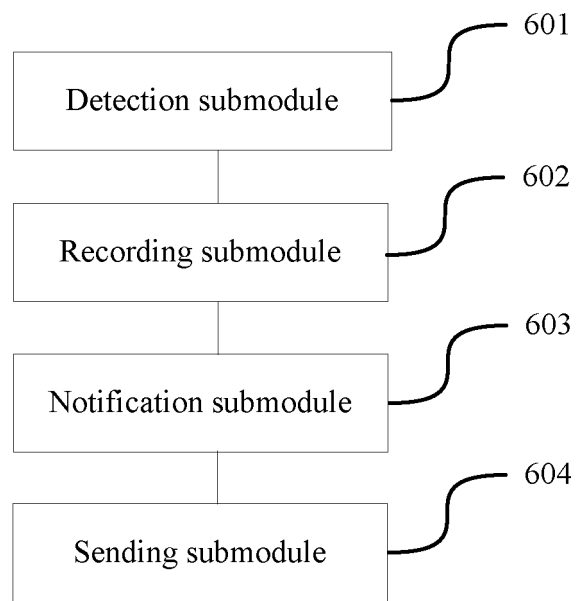 601
Detection submodule
602
Recording submodule
603
Notification submodule
604
Sending submodule